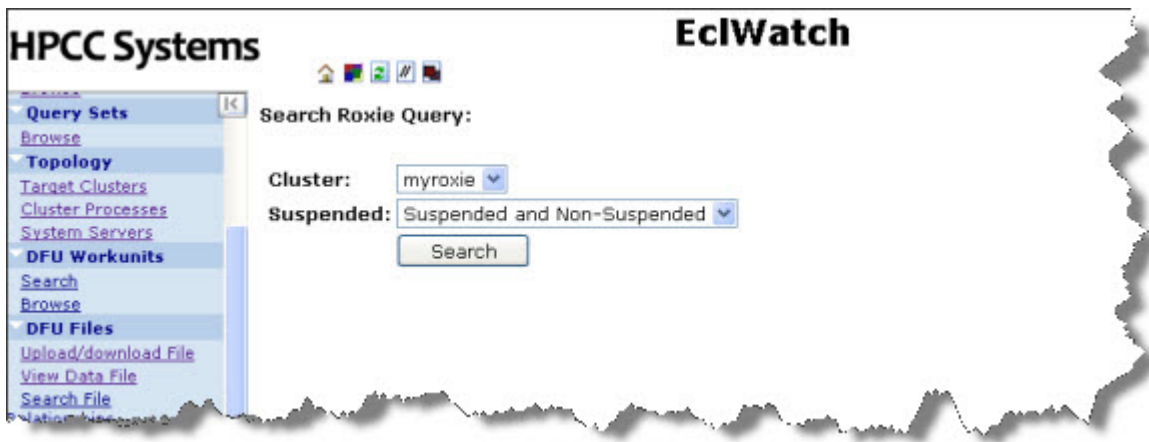 HPCC Systems
EclWatch
Query Sets
Browse
Topology
Target Clusters
Cluster Processes
System Servers
DFU Workunits
Search
Browse
DFU Files
Upload/download File
View Data File
Search File
Search Roxie Query:
Cluster: myroxie
Suspended: Suspended and Non-Suspended
Search